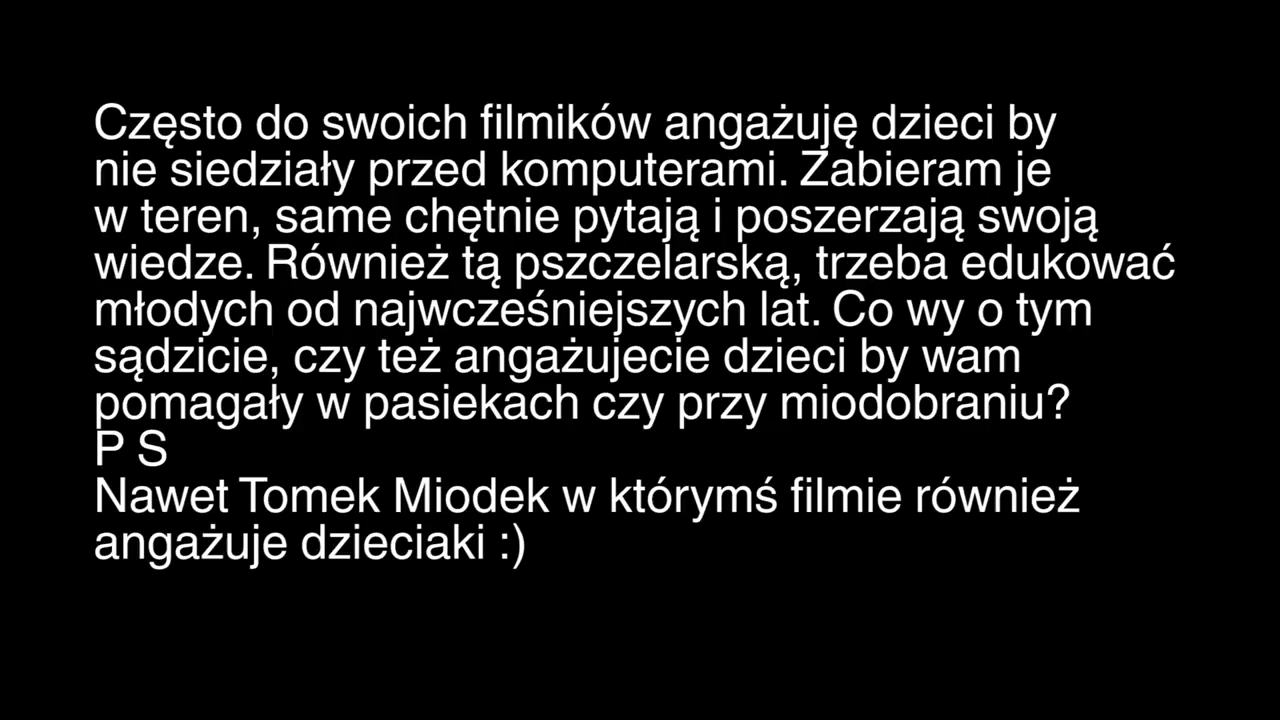 Często do swoich filmików angażuję dzieci by
nie siedziały przed komputerami. Zabieram je
w teren, same chętnie pytają i poszerzają swoją
wiedze. Również tą pszczelarską, trzeba edukować
młodych od najwcześniejszych lat. Co wy o tym
sądzicie, czy też angażujecie dzieci by wam
pomagały w pasiekach czy przy miodobraniu?
P S
Nawet Tomek Miodek w którymś filmie również
angażuje dzieciaki :)